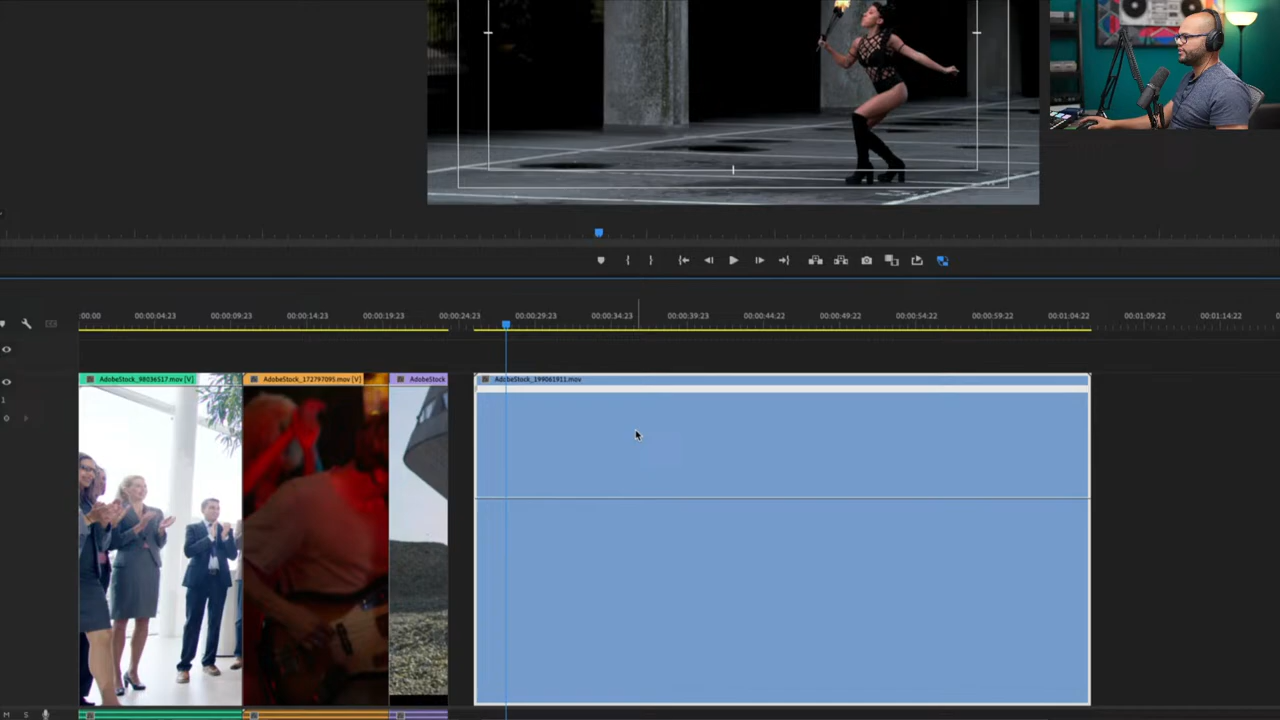 :00.00 00:00:04:23 00:00:09:23 00:00:14:23 00:00:19:23 00:00:24:23 00:00:29:23 00:00:34:23 00:00:39:23 00:00:44:22 00:00:49:22 00:00:54:22 00:00:59:22 00:01:04:22 00:01:09:22 00:01:14:22
AdobeStock_98036517.mov [V] AdobeStock_172797095.mov [V] AdobeStock AdobeStock_199061911.mov
1
M S